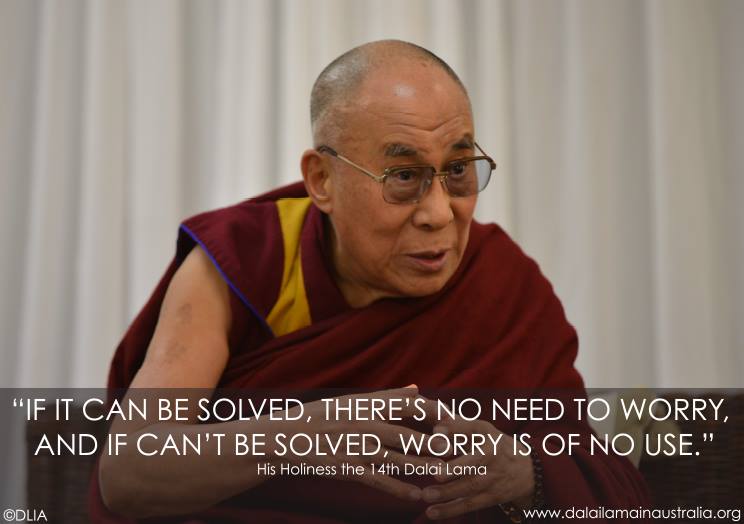 “IF IT CAN BE SOLVED, THERE’S NO NEED TO WORRY,
AND IF CAN’T BE SOLVED, WORRY IS OF NO USE.”
His Holiness the 14th Dalai Lama
©DLIA
www.dalailamainaustralia.org